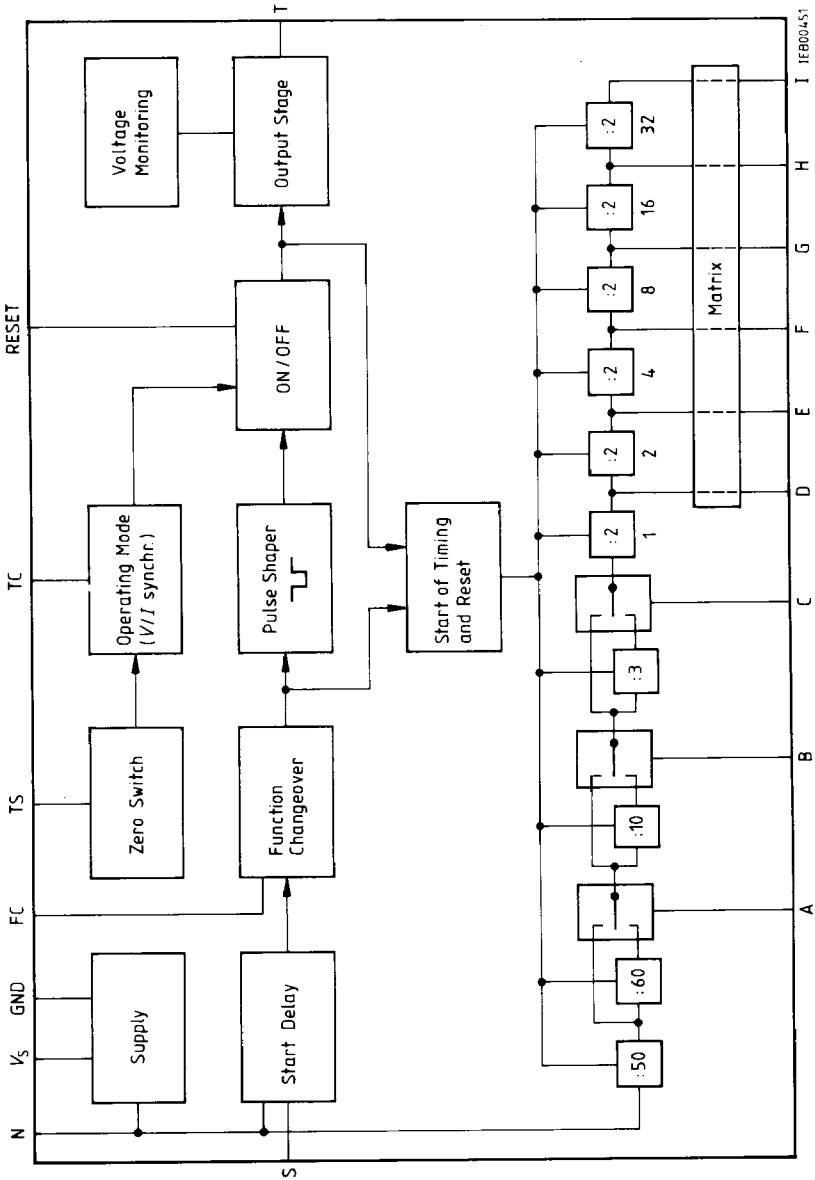 N
VS
GND
FC
TS
TC
RESET
T
S
Supply
Zero Switch
Operating Mode
(V/I synchr.)
Voltage
Monitoring
Start Delay
Function
Changeover
Pulse Shaper
ON/OFF
Output Stage
Start of Timing
and Reset
:50
:60
:10
:3
:2
:2
:2
:2
:2
:2
1
2
4
8
16
32
Matrix
A
B
C
D
E
F
G
H
I
IEB00451